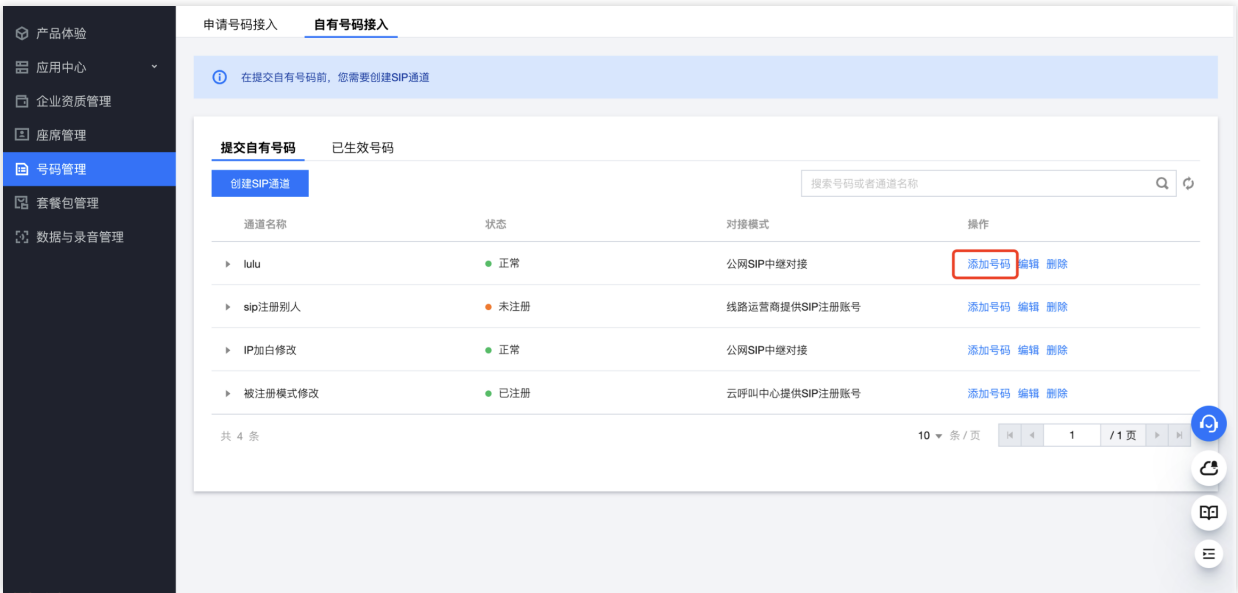 产品体验
应用中心
企业资质管理
座席管理
号码管理
套餐包管理
数据与录音管理
申请号码接入 自有号码接入
在提交自有号码前，您需要创建SIP通道
提交自有号码 已生效号码
创建SIP通道 搜索号码或者通道名称
通道名称 状态 对接模式 操作
lulu 正常 公网SIP中继对接 添加号码 编辑 删除
sip注册别人 未注册 线路运营商提供SIP注册账号 添加号码 编辑 删除
IP加白修改 正常 公网SIP中继对接 添加号码 编辑 删除
被注册模式修改 已注册 云呼叫中心提供SIP注册账号 添加号码 编辑 删除
共 4 条 10 条 / 页 1 / 1 页